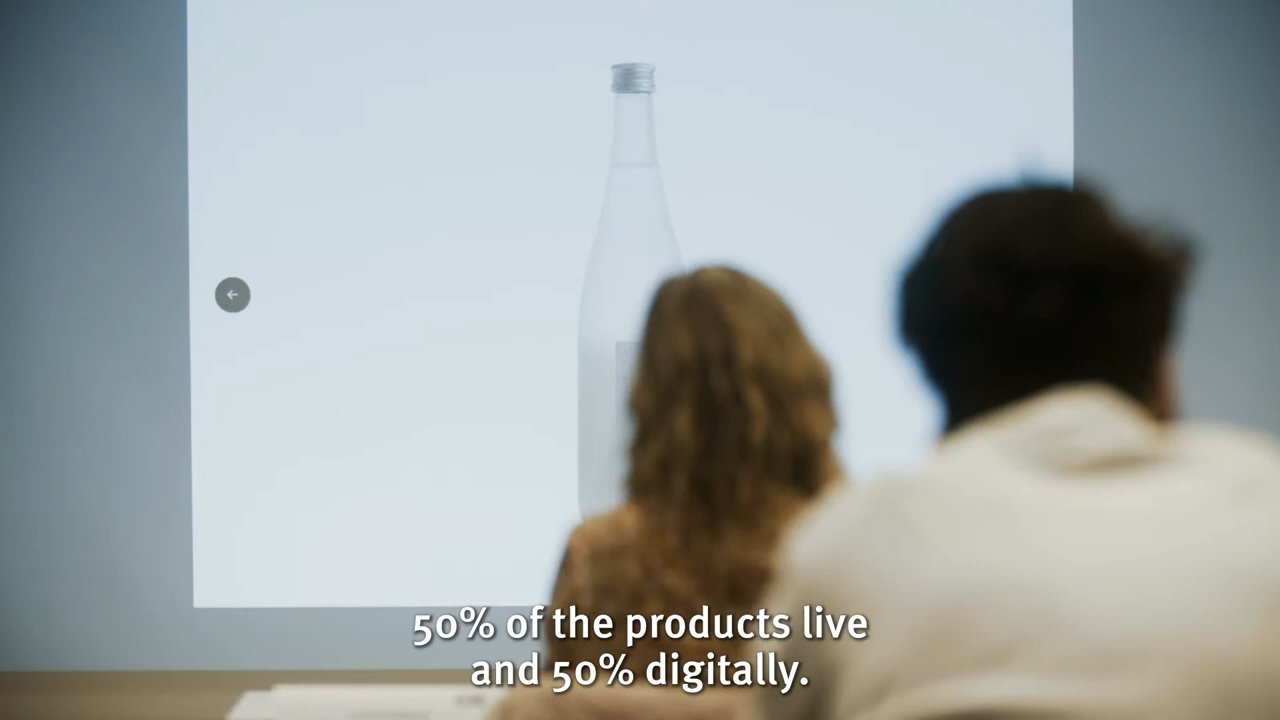 50% of the products live
and 50% digitally.